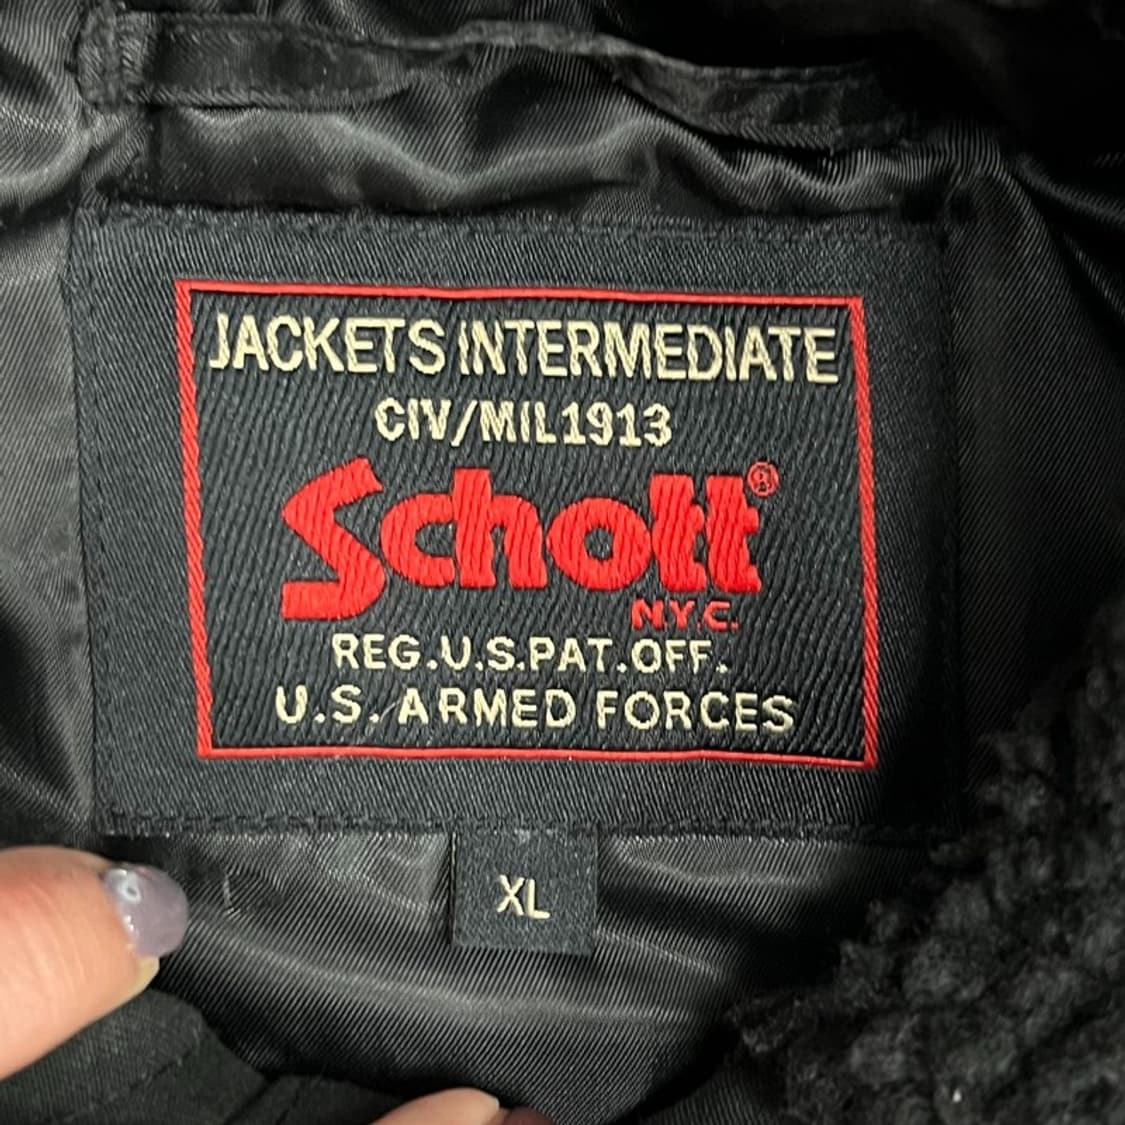 JACKETS INTERMEDIATE
CIV/MIL1913
Schott®
N.Y.C.
REG.U.S.PAT.OFF.
U.S. ARMED FORCES
XL